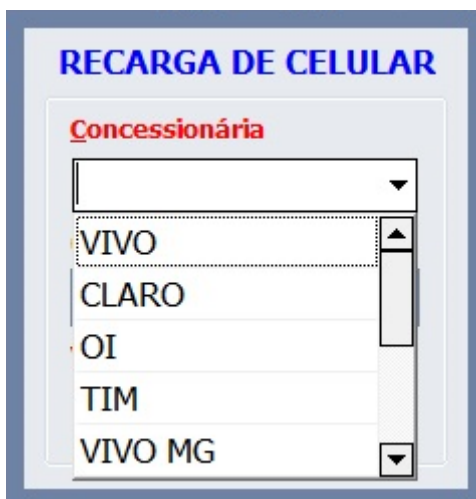 RECARGA DE CELULAR
Concessionária
VIVO
CLARO
OI
TIM
VIVO MG